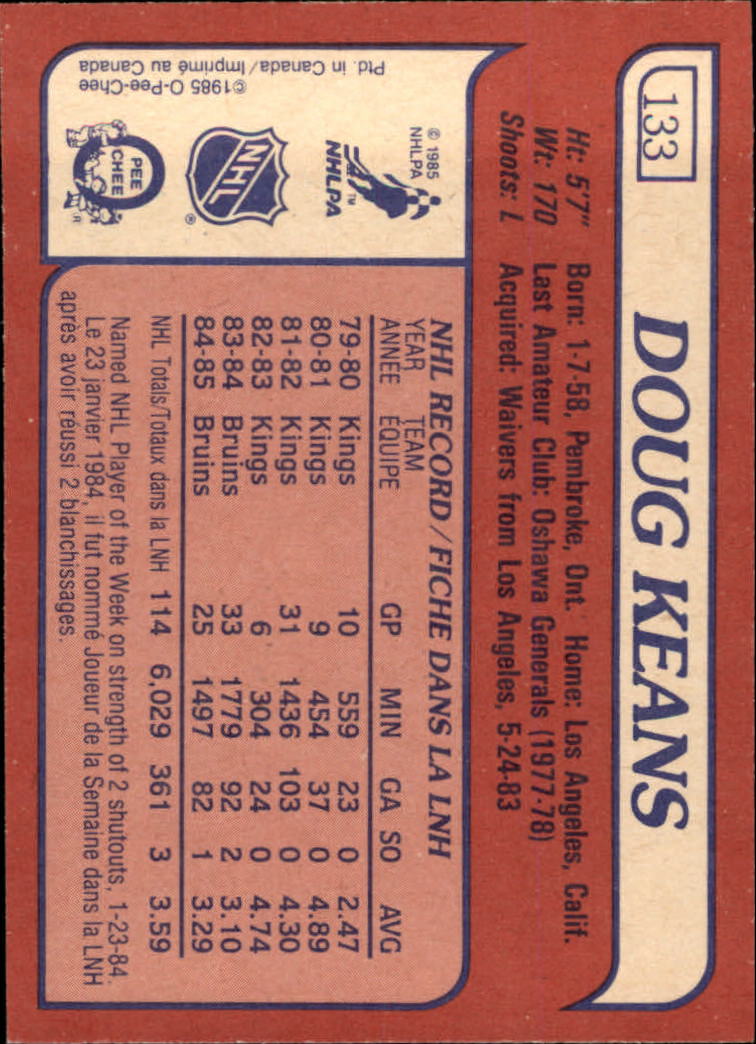 133
DOUG KEANS
Ht: 5'7" Born: 1-7-58, Pembroke, Ont. Home: Los Angeles, Calif.
Wt: 170 Last Amateur Club: Oshawa Generals (1977-78)
Shoots: L Acquired: Waivers from Los Angeles, 5-24-83
© 1985
NHLPA
NHLPA ™
NHL ®
PEE
CHEE
R
©1985 O-Pee-Chee
Ptd. in Canada/Imprimé au Canada
NHL RECORD/FICHE DANS LA LNH
YEAR TEAM
ANNÉE ÉQUIPE GP MIN GA SO AVG
79-80 Kings 10 559 23 0 2.47
80-81 Kings 9 454 37 0 4.89
81-82 Kings 31 1436 103 0 4.30
82-83 Kings 6 304 24 0 4.74
83-84 Bruins 33 1779 92 2 3.10
84-85 Bruins 25 1497 82 1 3.29
NHL Totals/Totaux dans la LNH 114 6,029 361 3 3.59
Named NHL Player of the Week on strength of 2 shutouts, 1-23-84.
Le 23 janvier 1984, il fut nommé Joueur de la Semaine dans la LNH
après avoir réussi 2 blanchissages.